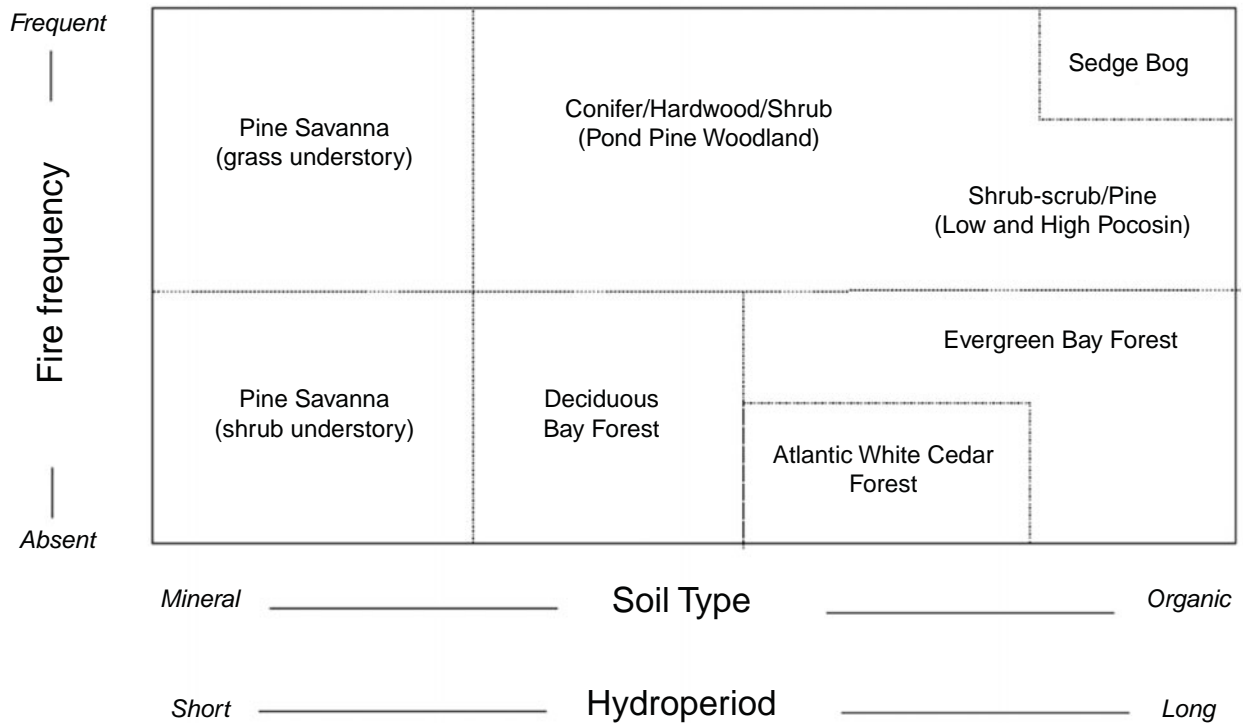 Frequent
Sedge Bog
Conifer/Hardwood/Shrub
(Pond Pine Woodland)
Pine Savanna
(grass understory)
Shrub-scrub/Pine
(Low and High Pocosin)
Fire frequency
Evergreen Bay Forest
Pine Savanna
(shrub understory)
Deciduous
Bay Forest
Atlantic White Cedar
Forest
Absent
Mineral Soil Type Organic
Short Hydroperiod Long